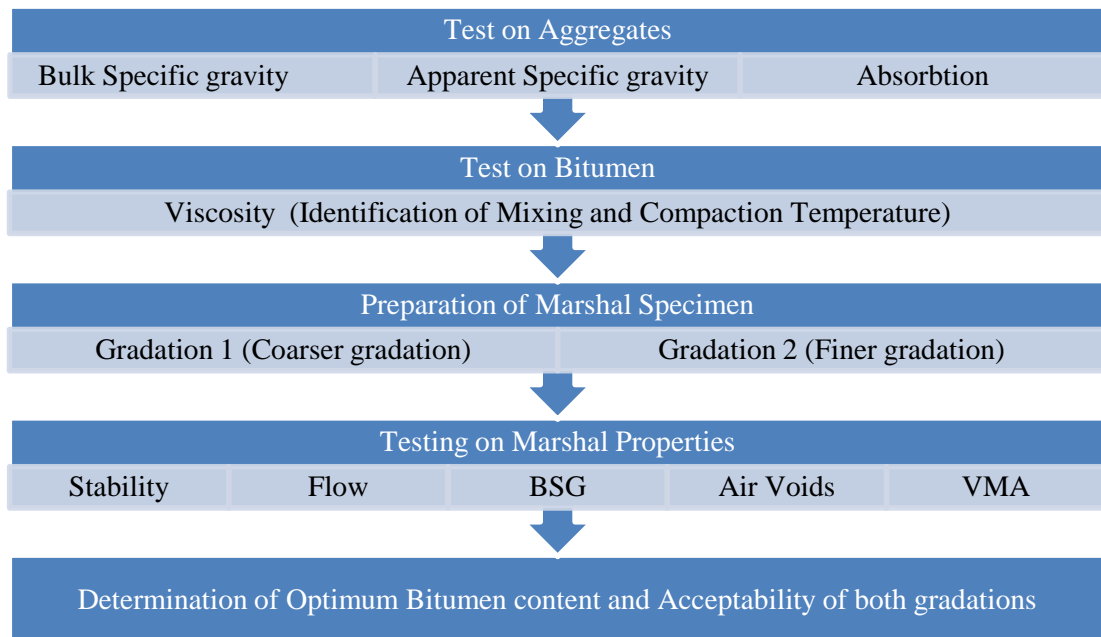 Test on Aggregates
Bulk Specific gravity Apparent Specific gravity Absorbtion
Test on Bitumen
Viscosity (Identification of Mixing and Compaction Temperature)
Preparation of Marshal Specimen
Gradation 1 (Coarser gradation) Gradation 2 (Finer gradation)
Testing on Marshal Properties
Stability Flow BSG Air Voids VMA
Determination of Optimum Bitumen content and Acceptability of both gradations